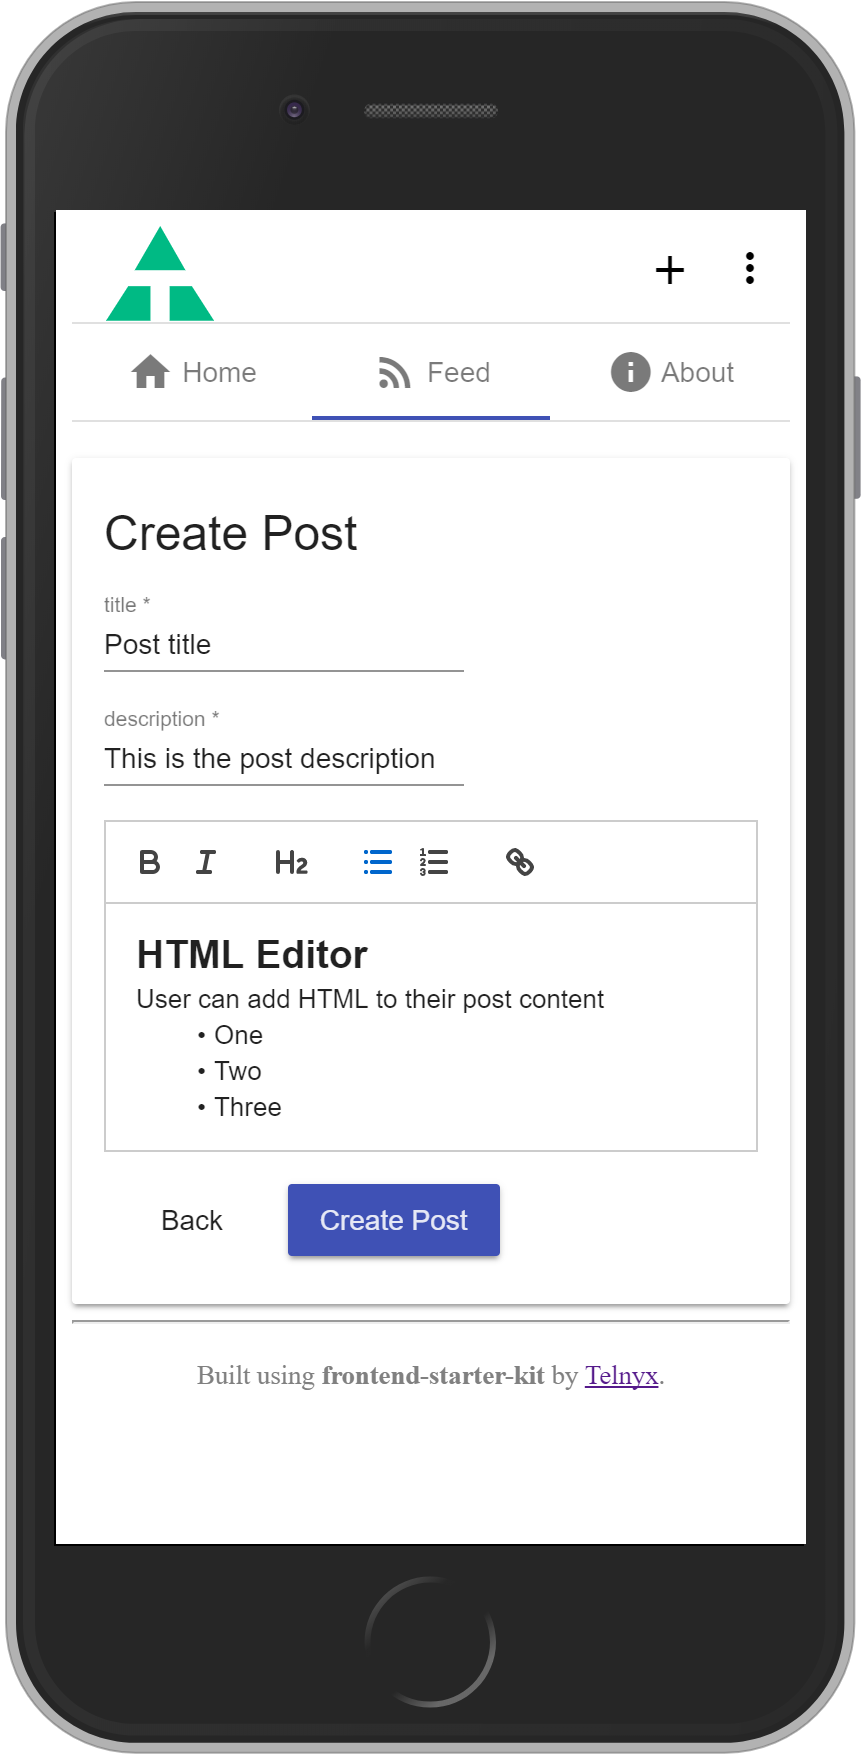 Home Feed About
Create Post
title *
Post title
description *
This is the post description
B I H2
HTML Editor
User can add HTML to their post content
• One
• Two
• Three
Back Create Post
Built using frontend-starter-kit by Telnyx.